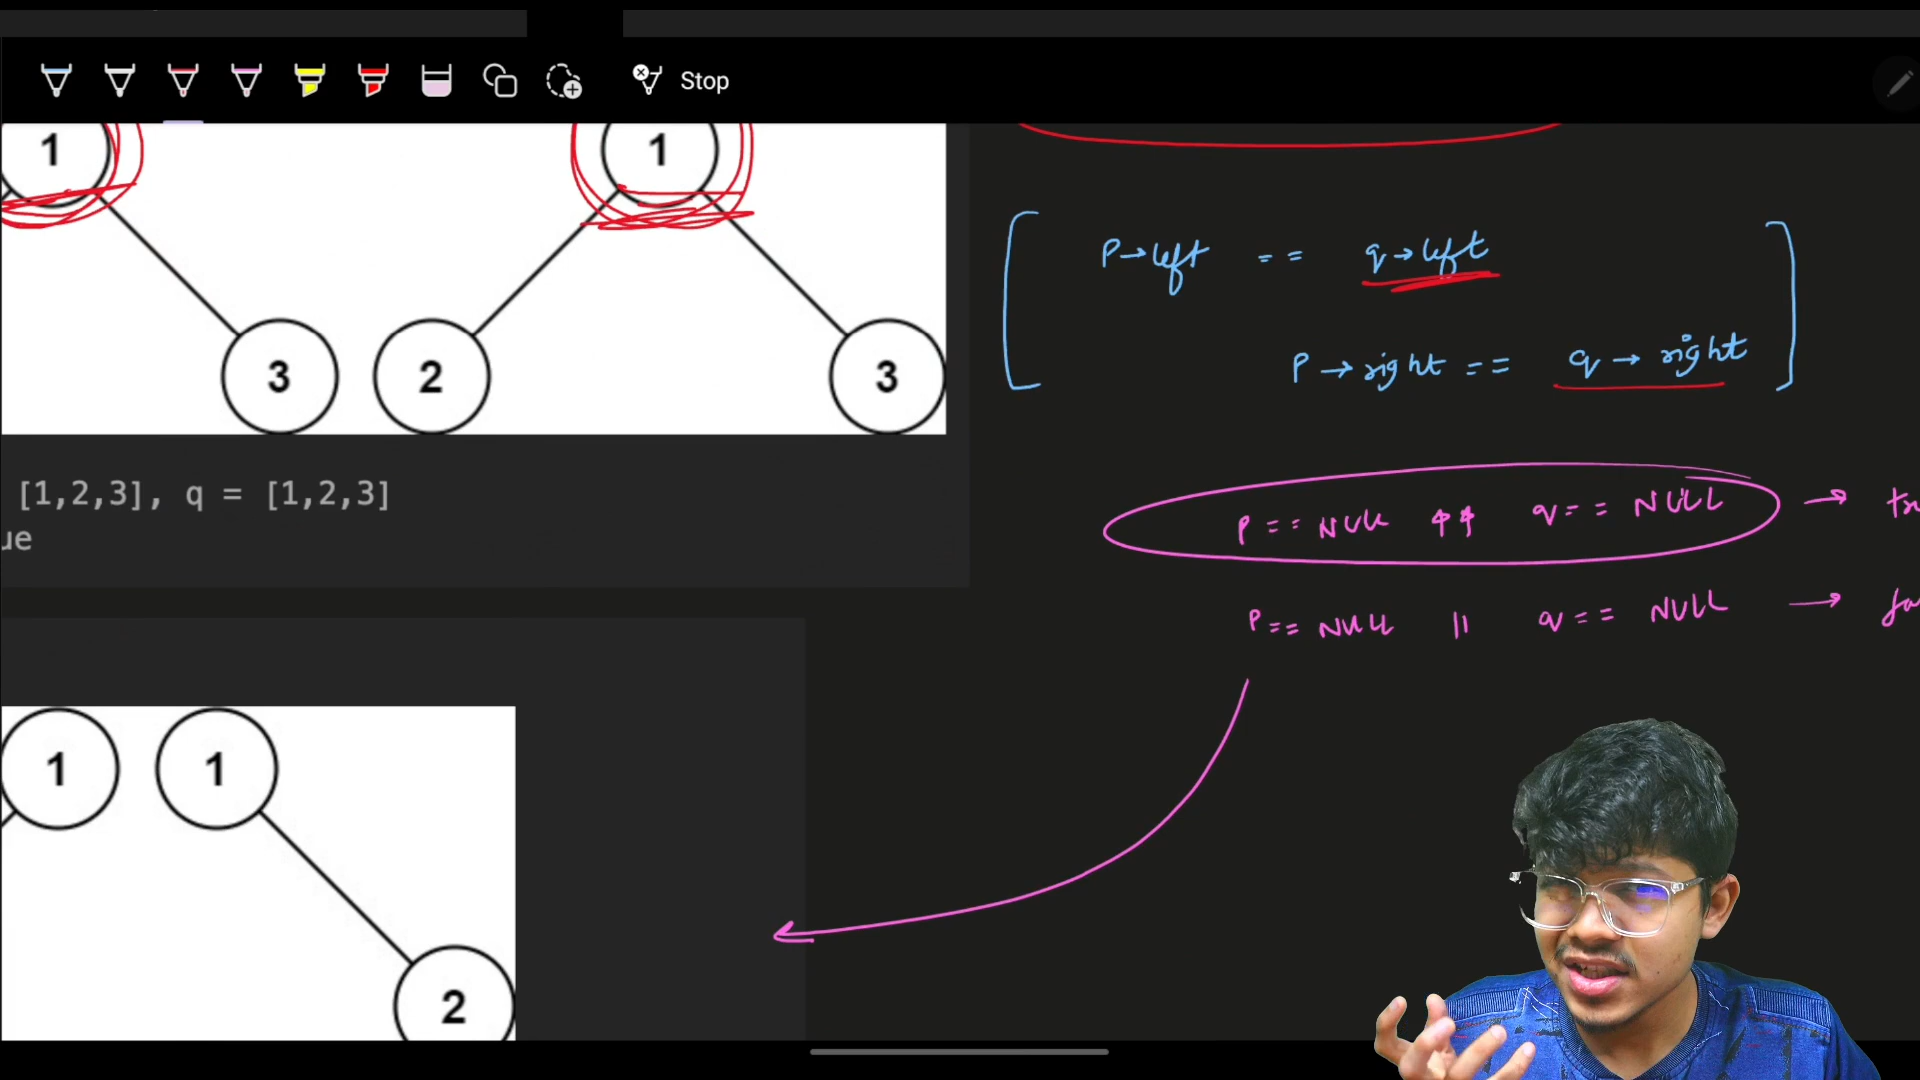 Stop
1 1
3 2 3
P→left == q→left
P→right == q→right
[1,2,3], q = [1,2,3]
ue
P == NULL && q == NULL →
P == NULL || q == NULL →
1 1
2